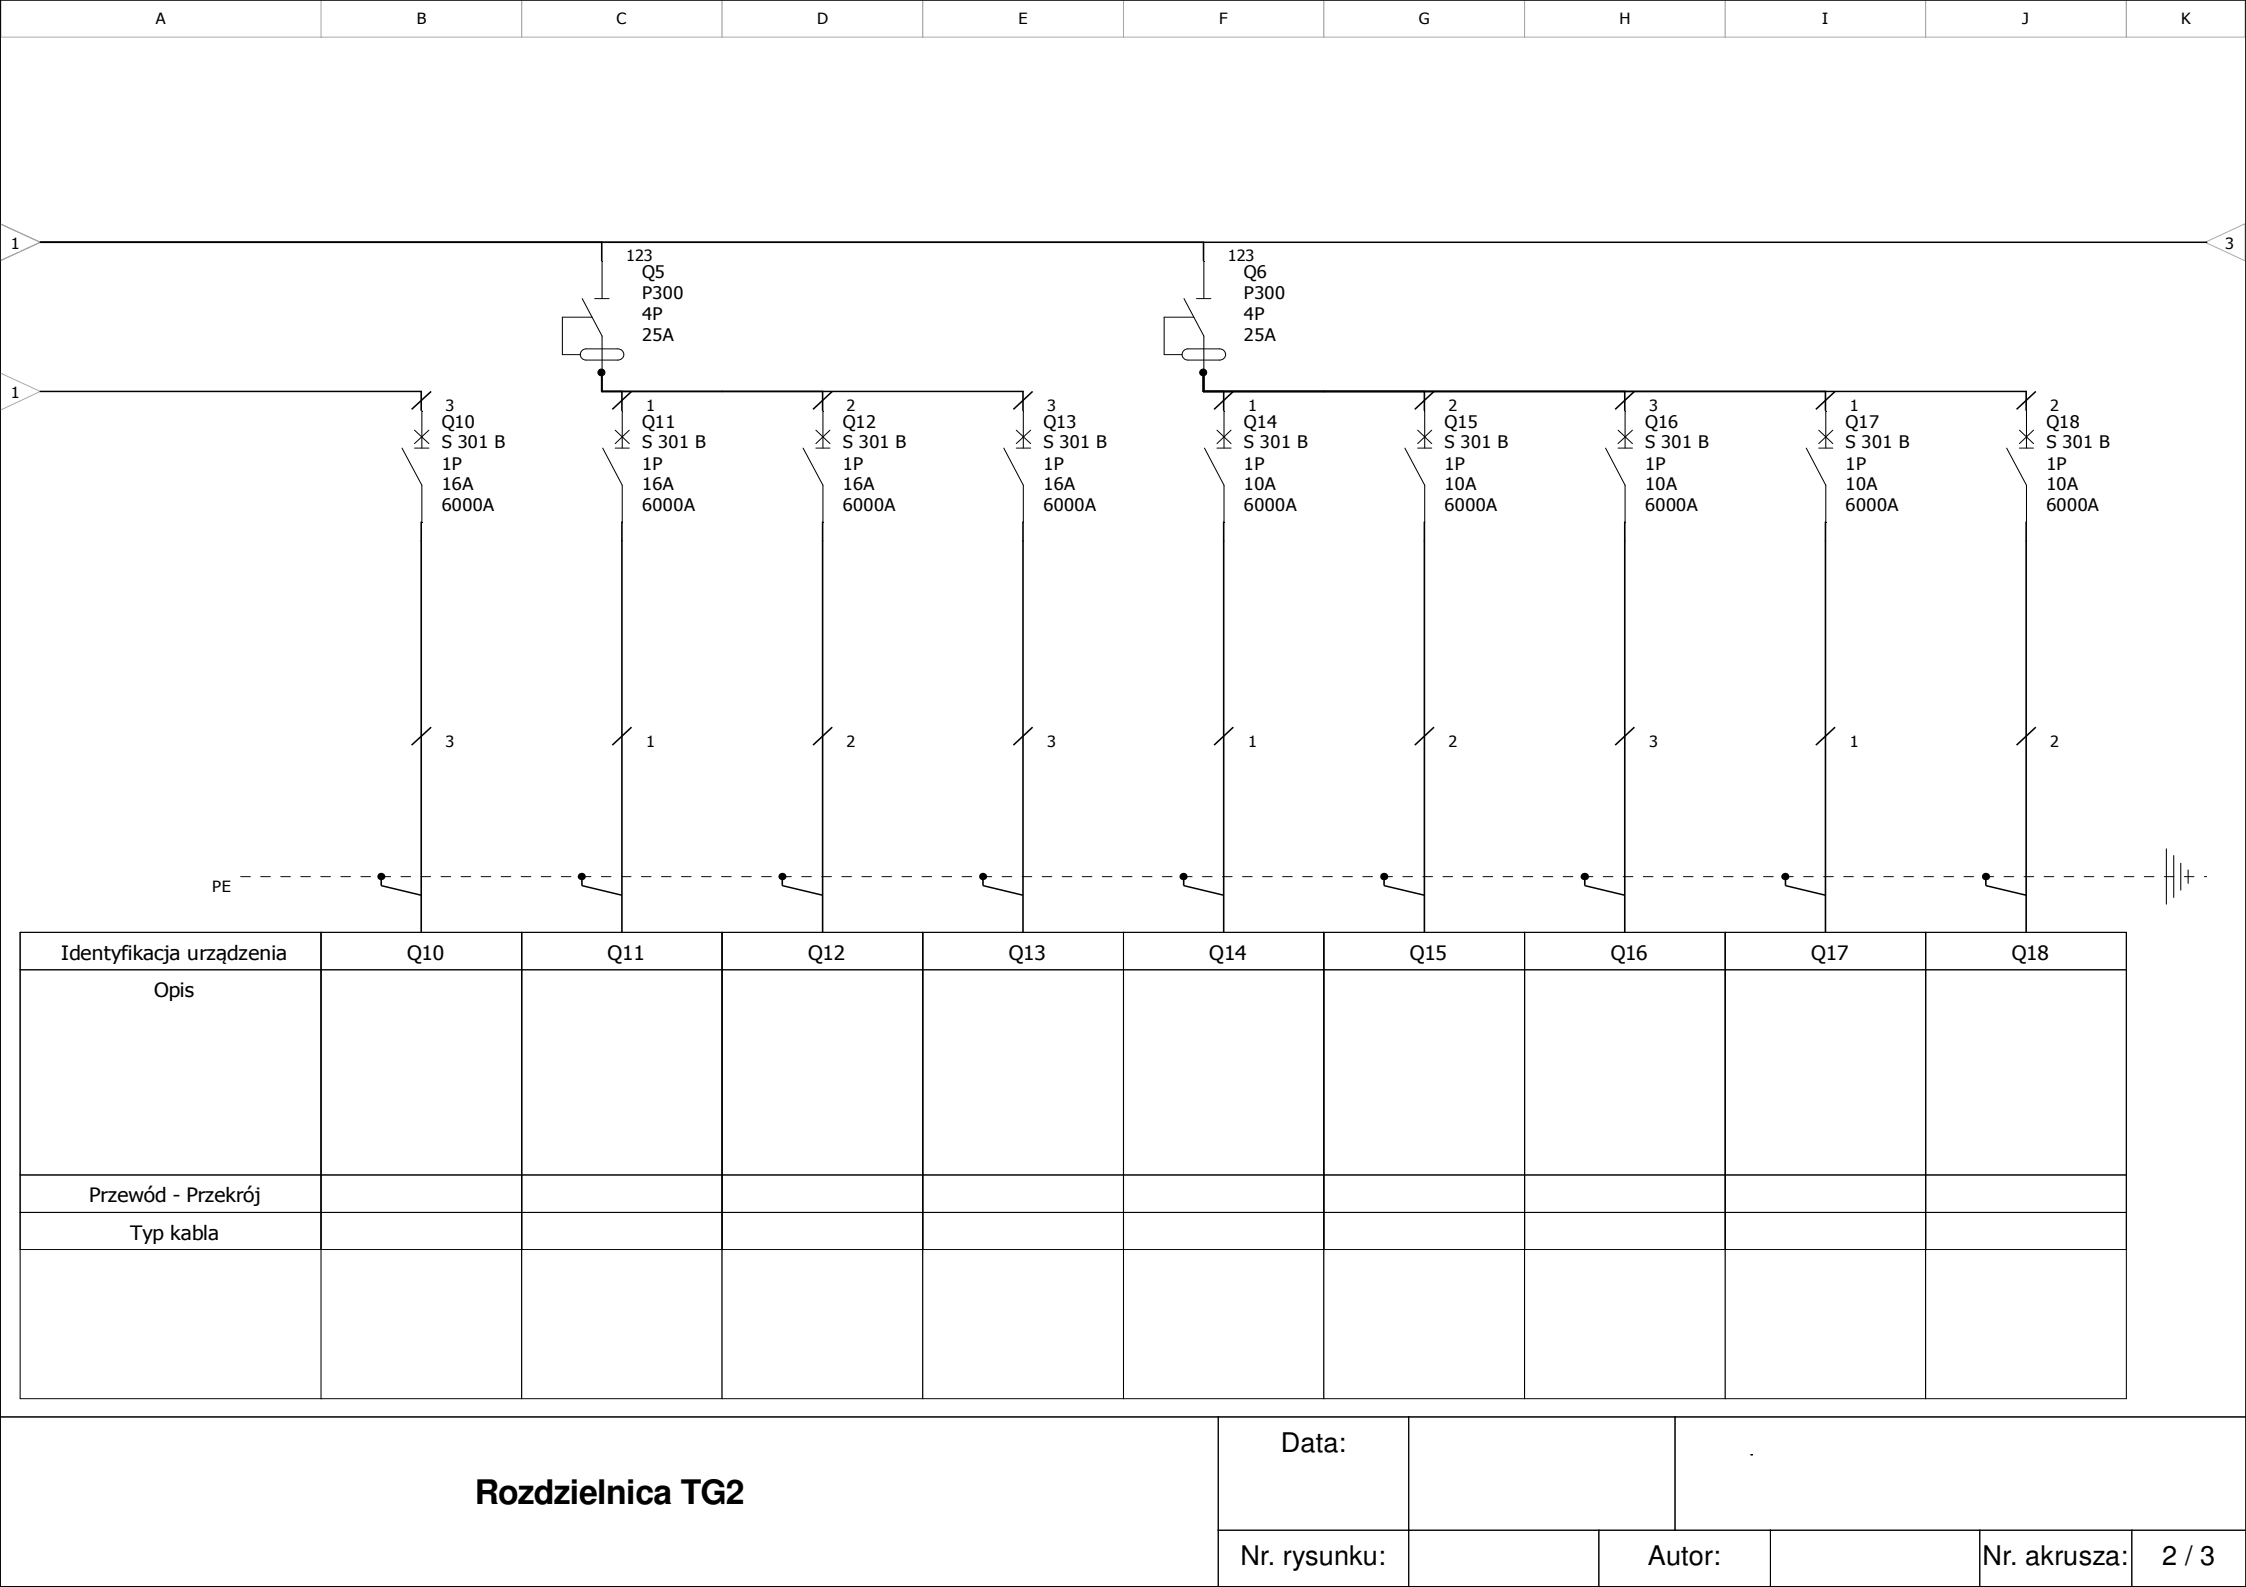 A B C D E F G H I J K
1 3
123
Q5
P300
4P
25A
123
Q6
P300
4P
25A
1
3
Q10
S 301 B
1P
16A
6000A
1
Q11
S 301 B
1P
16A
6000A
2
Q12
S 301 B
1P
16A
6000A
3
Q13
S 301 B
1P
16A
6000A
1
Q14
S 301 B
1P
10A
6000A
2
Q15
S 301 B
1P
10A
6000A
3
Q16
S 301 B
1P
10A
6000A
1
Q17
S 301 B
1P
10A
6000A
2
Q18
S 301 B
1P
10A
6000A
3 1 2 3 1 2 3 1 2
PE
Identyfikacja urządzenia Q10 Q11 Q12 Q13 Q14 Q15 Q16 Q17 Q18
Opis
Przewód - Przekrój
Typ kabla
Rozdzielnica TG2
Data:
-
Nr. rysunku: Autor: Nr. akrusza: 2 / 3